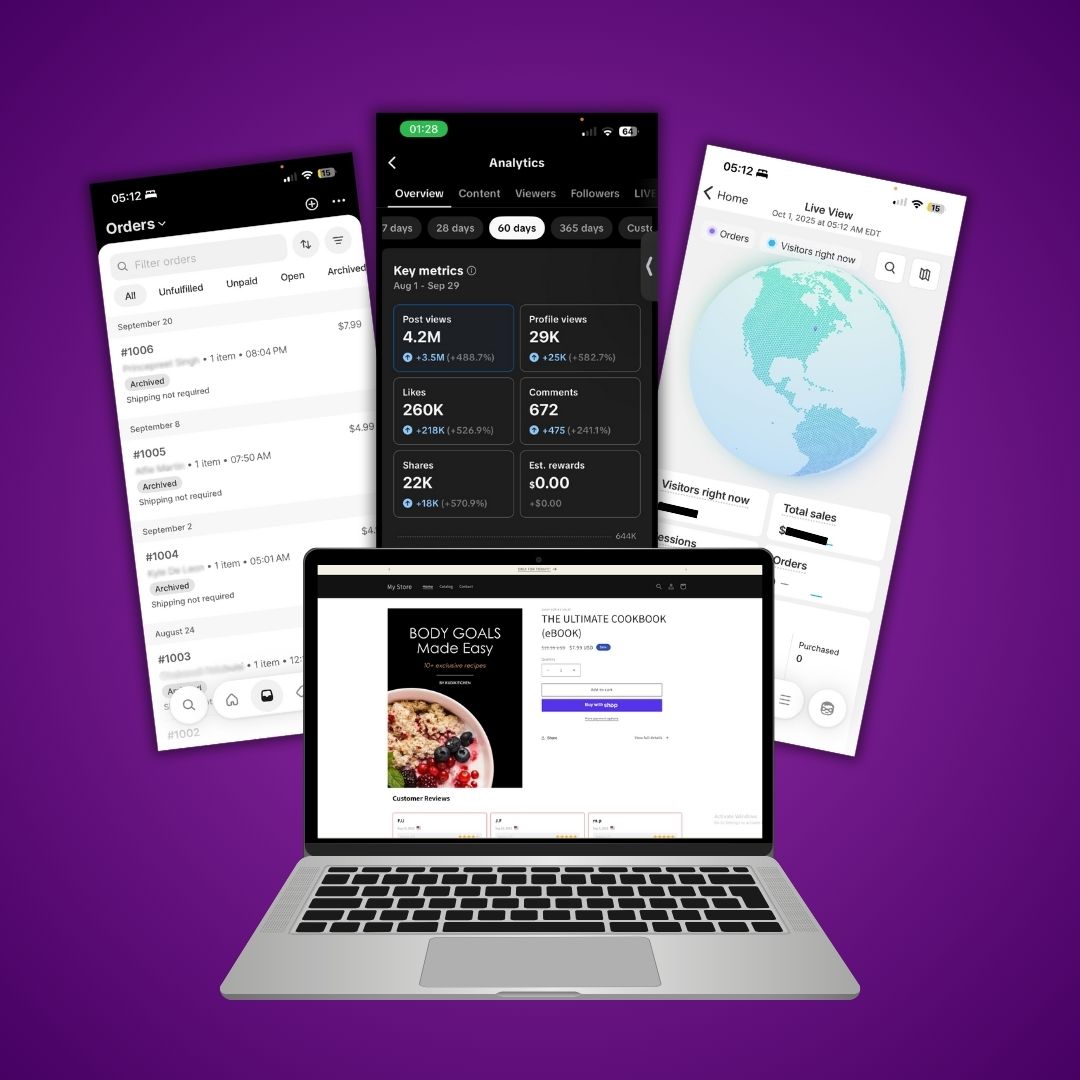 05:12
15
Orders
Filter orders
All
Unfulfilled
Unpaid
Open
Archived
September 20
#1006
$7.99
• 1 item • 08:04 PM
Archived
Shipping not required
September 8
#1005
$4.99
• 1 item • 07:50 AM
Archived
Shipping not required
September 2
#1004
$4.
• 1 item • 05:01 AM
Archived
Shipping not required
August 24
#1003
• 1 item • 12:
#1002
01:28
64
Analytics
Overview
Content
Viewers
Followers
LIVE
7 days
28 days
60 days
365 days
Custo
Key metrics
Aug 1 - Sep 29
Post views
4.2M
+3.5M (+488.7%)
Profile views
29K
+25K (+582.7%)
Likes
260K
+218K (+526.9%)
Comments
672
+475 (+241.1%)
Shares
22K
+18K (+570.9%)
Est. rewards
$0.00
+$0.00
644K
05:12
15
Home
Live View
Oct 1, 2025 at 05:12 AM EDT
Orders
Visitors right now
Visitors right now
Total sales
$
essions
Orders
Purchased
0
My Store
Home
Catalog
Contact
BODY GOALS
Made Easy
10+ exclusive recipes
BY KUDIKITCHEN
THE ULTIMATE COOKBOOK
(eBOOK)
$7.99 USD
Sale
Quantity
- 1 +
Add to cart
Buy with shop
More payment options
Share
View full details →
Customer Reviews
F.U
J.F
m.p
Activate Windows